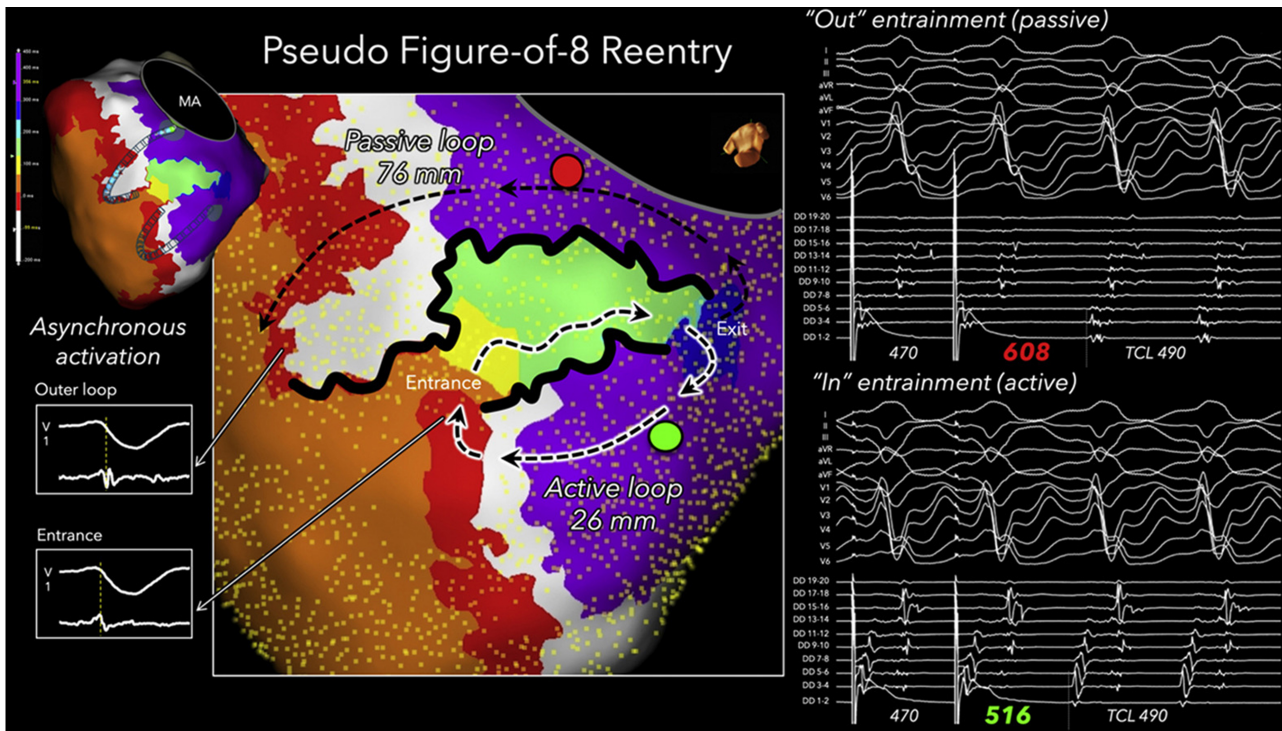 Pseudo Figure-of-8 Reentry
MA
Passive loop
76 mm
Entrance
Exit
Active loop
26 mm
Asynchronous
activation
Outer loop
V
1
Entrance
V
1
"Out" entrainment (passive)
I
II
III
aVR
aVL
aVF
V1
V2
V3
V4
V5
V6
DD 19-20
17-18
DD 15-16
DD 13-14
DD 11-12
DD 9-10
DD 7-8
DD 5-6
DD 3-4
DD 1-2
470
608
TCL 490
"In" entrainment (active)
I
II
III
aVR
aVL
aVF
V1
V2
V3
V4
V5
V6
DD 19-20
DD 17-18
DD 15-16
DD 13-14
DD 11-12
DD 9-10
DD 7-8
DD 5-6
DD 3-4
DD 1-2
470
516
TCL 490